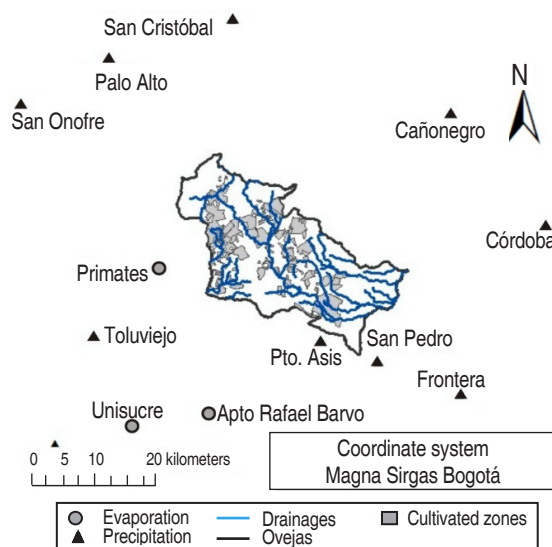 San Cristóbal
Palo Alto
San Onofre
N
Cañonegro
Córdoba
Primates
Toluviejo
Pto. Asis
San Pedro
Frontera
Unisucre
Apto Rafael Barvo
0 5 10 20 kilometers
Coordinate system
Magna Sirgas Bogotá
Evaporation Drainages Cultivated zones
Precipitation Ovejas